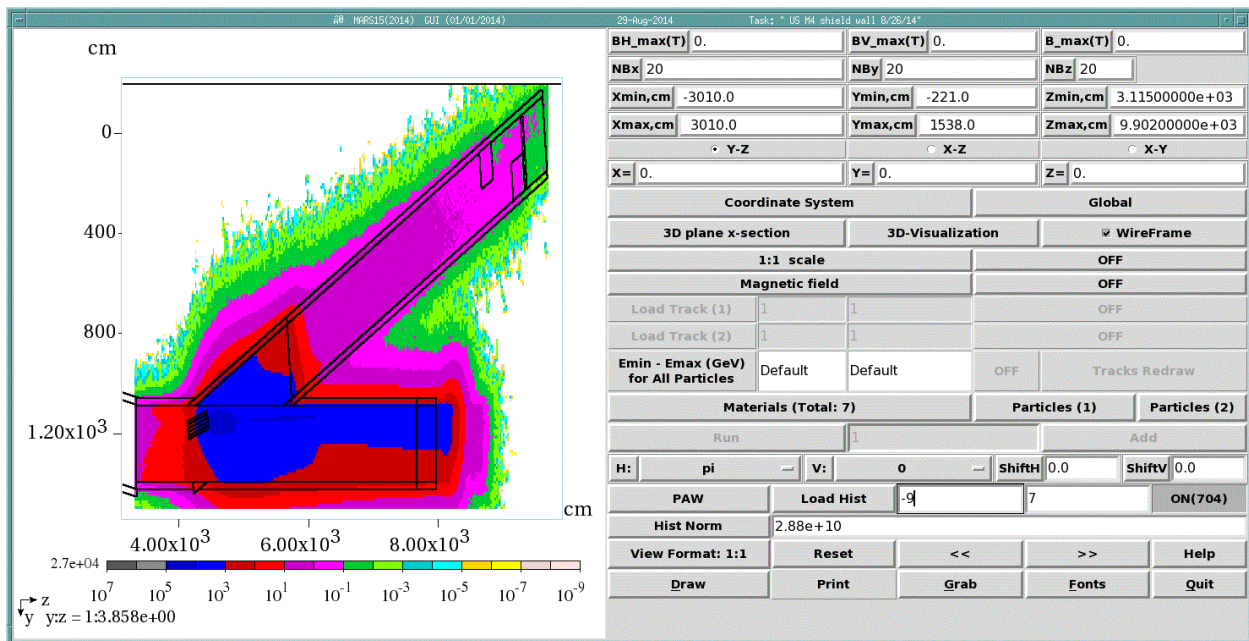 MARS15(2014) GUI (01/01/2014) 29-Aug-2014 Task: " US M4 shield wall 8/26/14"
cm
0
400
800
1.20x10³
cm
4.00x10³ 6.00x10³ 8.00x10³
2.7e+04
10⁷ 10⁵ 10³ 10¹ 10⁻¹ 10⁻³ 10⁻⁵ 10⁻⁷ 10⁻⁹
z
y y:z = 1:3.858e+00
BH_max(T) 0. BV_max(T) 0. B_max(T) 0.
NBx 20 NBy 20 NBz 20
Xmin,cm -3010.0 Ymin,cm -221.0 Zmin,cm 3.11500000e+03
Xmax,cm 3010.0 Ymax,cm 1538.0 Zmax,cm 9.90200000e+03
Y-Z X-Z X-Y
X= 0. Y= 0. Z= 0.
Coordinate System Global
3D plane x-section 3D-Visualization WireFrame
1:1 scale OFF
Magnetic field OFF
Load Track (1) 1 1 OFF
Load Track (2) 1 1 OFF
Emin - Emax (GeV)
for All Particles Default Default OFF Tracks Redraw
Materials (Total: 7) Particles (1) Particles (2)
Run 1 Add
H: pi V: 0 ShiftH 0.0 ShiftV 0.0
PAW Load Hist -9 7 ON(704)
Hist Norm 2.88e+10
View Format: 1:1 Reset << >> Help
Draw Print Grab Fonts Quit